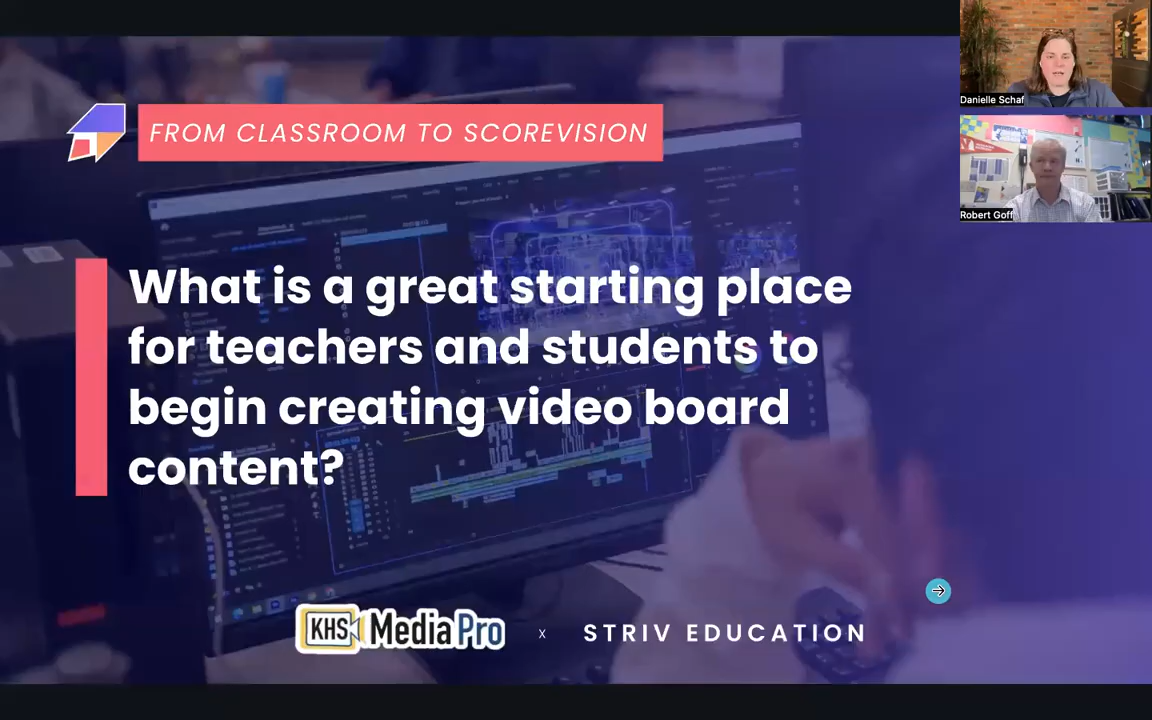 FROM CLASSROOM TO SCOREVISION
What is a great starting place
for teachers and students to
begin creating video board
content?
KHS MediaPro
x
STRIV EDUCATION
Danielle Schaf
Robert Goff